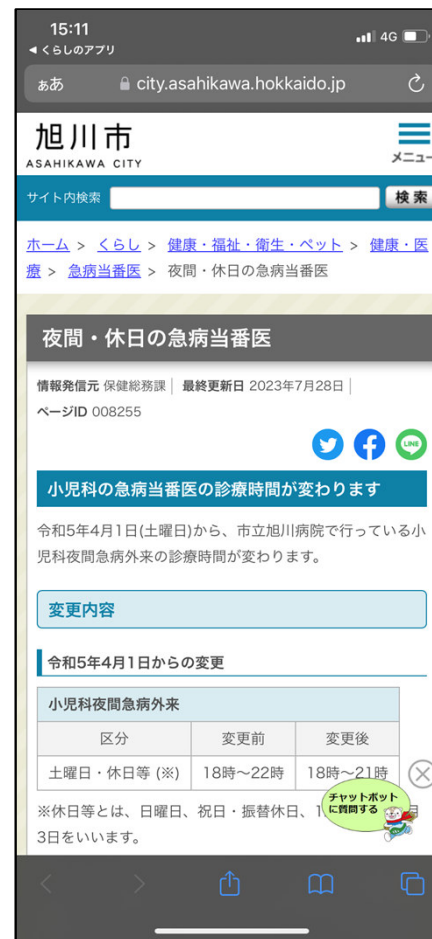 15:11
4G
◀ くらしのアプリ
ぁあ
city.asahikawa.hokkaido.jp
旭川市
ASAHIKAWA CITY
メニュー
サイト内検索
検索
ホーム > くらし > 健康・福祉・衛生・ペット > 健康・医
療 > 急病当番医 > 夜間・休日の急病当番医
夜間・休日の急病当番医
情報発信元 保健総務課 | 最終更新日 2023年7月28日 |
ページID 008255
LINE
小児科の急病当番医の診療時間が変わります
令和5年4月1日(土曜日)から、市立旭川病院で行っている小
児科夜間急病外来の診療時間が変わります。
変更内容
令和5年4月1日からの変更
小児科夜間急病外来
区分 変更前 変更後
土曜日・休日等 (※) 18時～22時 18時～21時
チャットボット
に質問する
※休日等とは、日曜日、祝日・振替休日、1
3日をいいます。